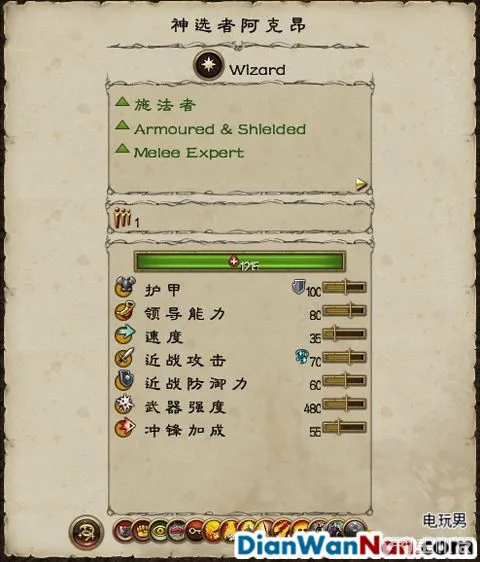 神选者阿克昂
Wizard
施法者
Armoured & Shielded
Melee Expert
1
护甲 100
领导能力 80
速度 35
近战攻击 70
近战防御力 60
武器强度 480
冲锋加成 55
电玩男
DianWanNan.com